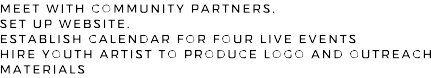 MEET WITH COMMUNITY PARTNERS.
SET UP WEBSITE.
ESTABLISH CALENDAR FOR FOUR LIVE EVENTS
HIRE YOUTH ARTIST TO PRODUCE LOGO AND OUTREACH
MATERIALS